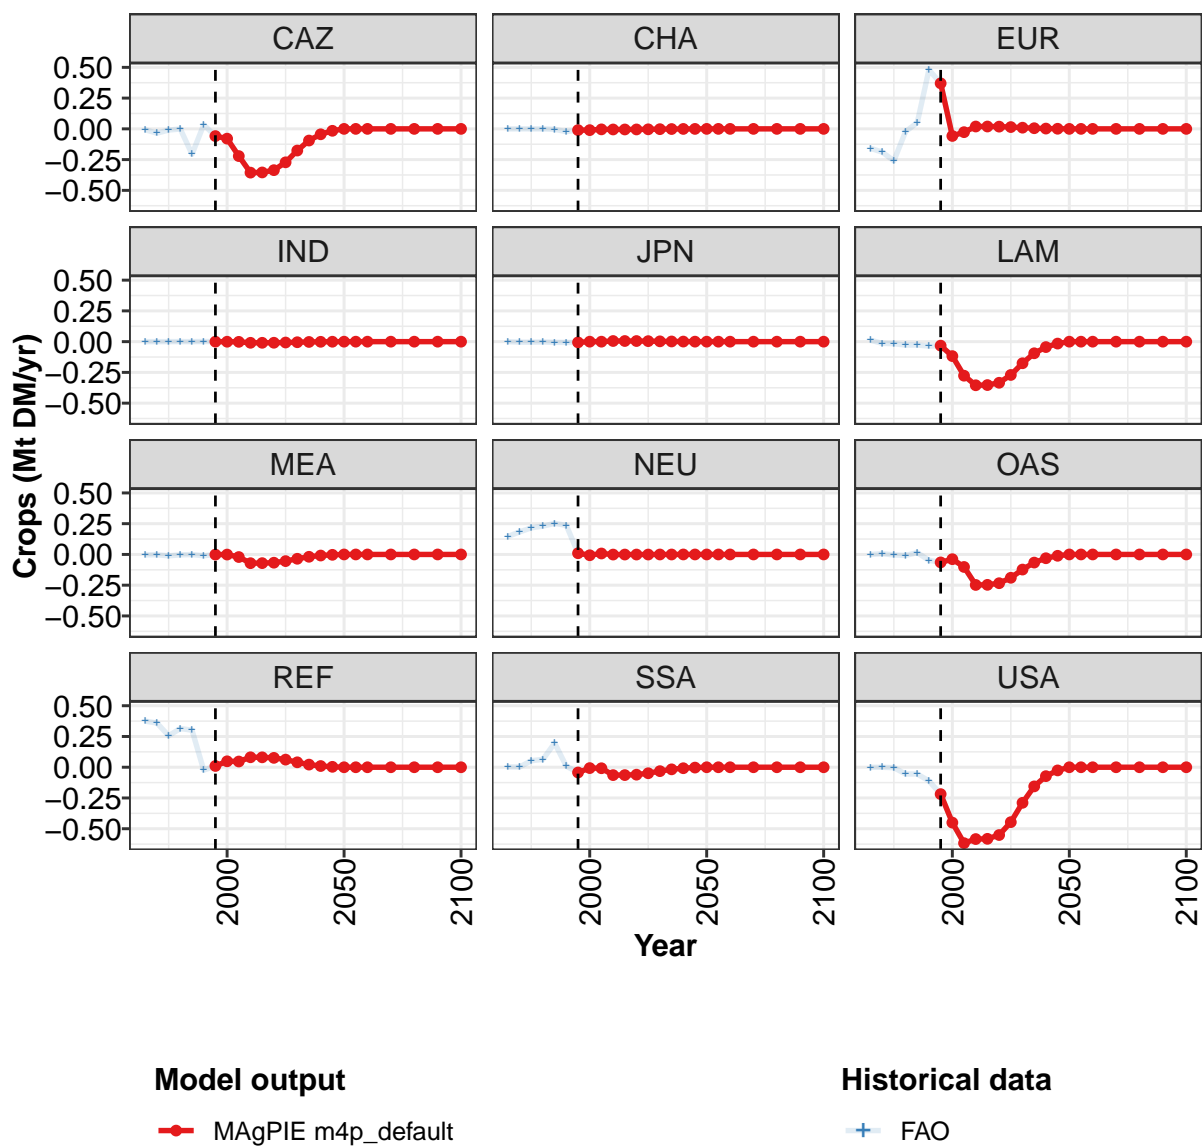 CAZ CHA EUR
0.50
0.25
0.00
−0.25
−0.50
IND JPN LAM
0.50
0.25
0.00
−0.25
−0.50
MEA NEU OAS
0.50
0.25
0.00
−0.25
−0.50
REF SSA USA
0.50
0.25
0.00
−0.25
−0.50
Crops (Mt DM/yr)
2000 2050 2100 2000 2050 2100 2000 2050 2100
Year
Model output Historical data
MAgPIE m4p_default FAO